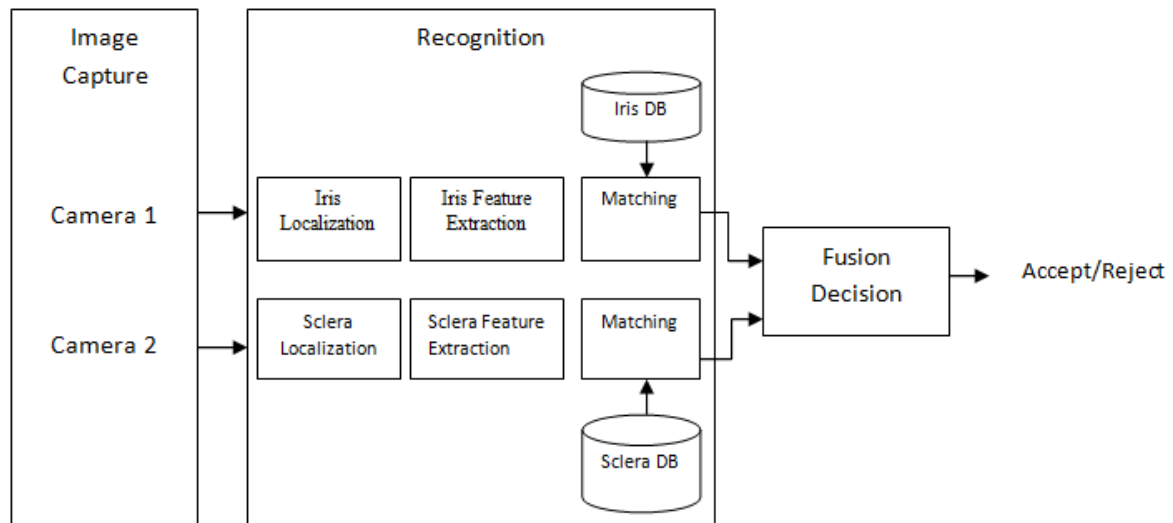 Image
Capture
Camera 1
Camera 2
Recognition
Iris DB
Iris
Localization
Iris Feature
Extraction
Matching
Sclera
Localization
Sclera Feature
Extraction
Matching
Sclera DB
Fusion
Decision
Accept/Reject